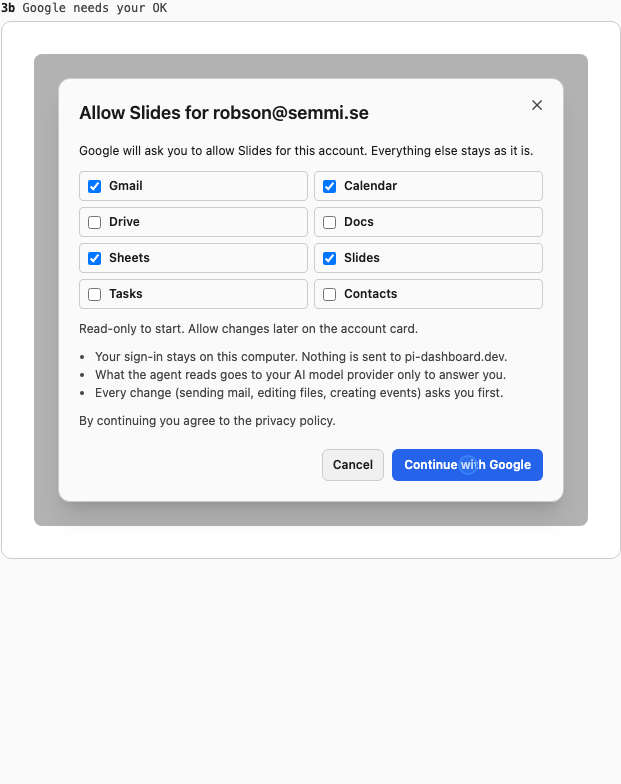 3b Google needs your OK
Allow Slides for robson@semmi.se
Google will ask you to allow Slides for this account. Everything else stays as it is.
Gmail
Calendar
Drive
Docs
Sheets
Slides
Tasks
Contacts
Read-only to start. Allow changes later on the account card.
• Your sign-in stays on this computer. Nothing is sent to pi-dashboard.dev.
• What the agent reads goes to your AI model provider only to answer you.
• Every change (sending mail, editing files, creating events) asks you first.
By continuing you agree to the privacy policy.
Cancel
Continue with Google